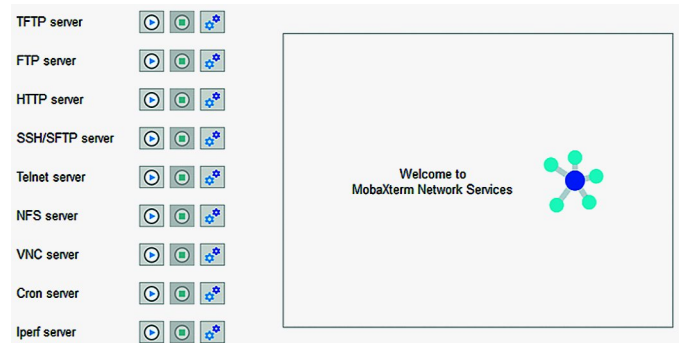 TFTP server
FTP server
HTTP server
SSH/SFTP server
Telnet server
NFS server
VNC server
Cron server
Iperf server
Welcome to
MobaXterm Network Services